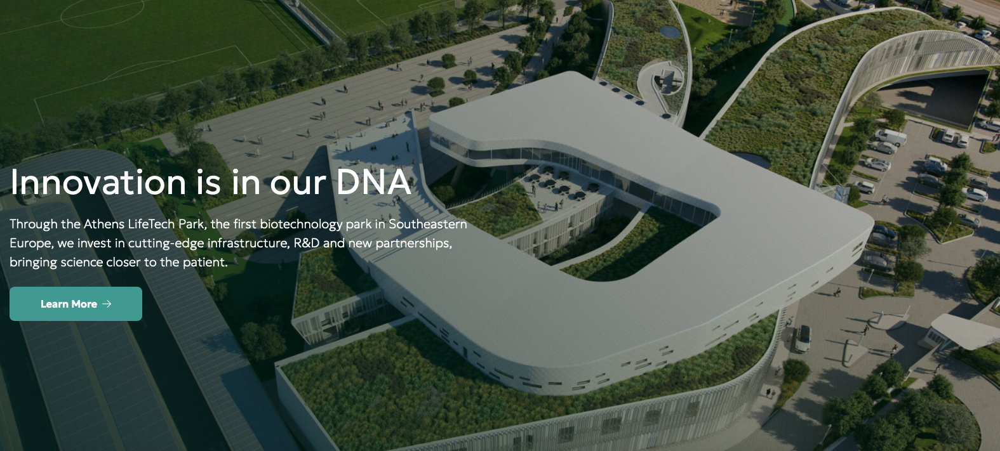 Innovation is in our DNA
Through the Athens LifeTech Park, the first biotechnology park in Southeastern
Europe, we invest in cutting-edge infrastructure, R&D and new partnerships,
bringing science closer to the patient.
Learn More →